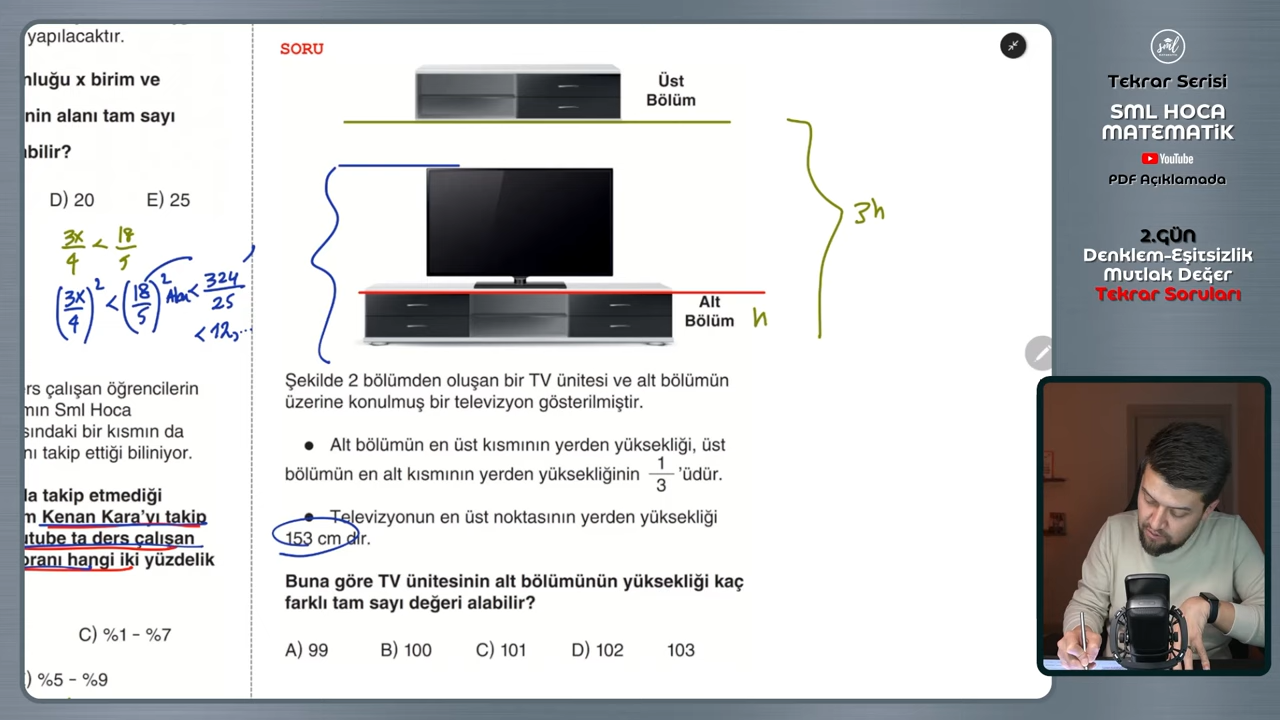 yapılacaktır.
nluğu x birim ve
nin alanı tam sayı
abilir?
D) 20 E) 25
3x/4 < 18/5
(3x/4)² < (18/5)² Alan < 324/25
< 12,...
ers çalışan öğrencilerin
mın Sml Hoca
sındaki bir kısmın da
nı takip ettiği biliniyor.
da takip etmediği
m Kenan Kara'yı takip
utube ta ders çalışan
oranı hangi iki yüzdelik
C) %1 - %7
) %5 - %9
SORU
Üst
Bölüm
3h
Alt
Bölüm h
Şekilde 2 bölümden oluşan bir TV ünitesi ve alt bölümün
üzerine konulmuş bir televizyon gösterilmiştir.
● Alt bölümün en üst kısmının yerden yüksekliği, üst
bölümün en alt kısmının yerden yüksekliğinin 1/3 'üdür.
● Televizyonun en üst noktasının yerden yüksekliği
153 cm dir.
Buna göre TV ünitesinin alt bölümünün yüksekliği kaç
farklı tam sayı değeri alabilir?
A) 99 B) 100 C) 101 D) 102 103
sml
Tekrar Serisi
SML HOCA
MATEMATİK
YouTube
PDF Açıklamada
2.GÜN
Denklem-Eşitsizlik
Mutlak Değer
Tekrar Soruları